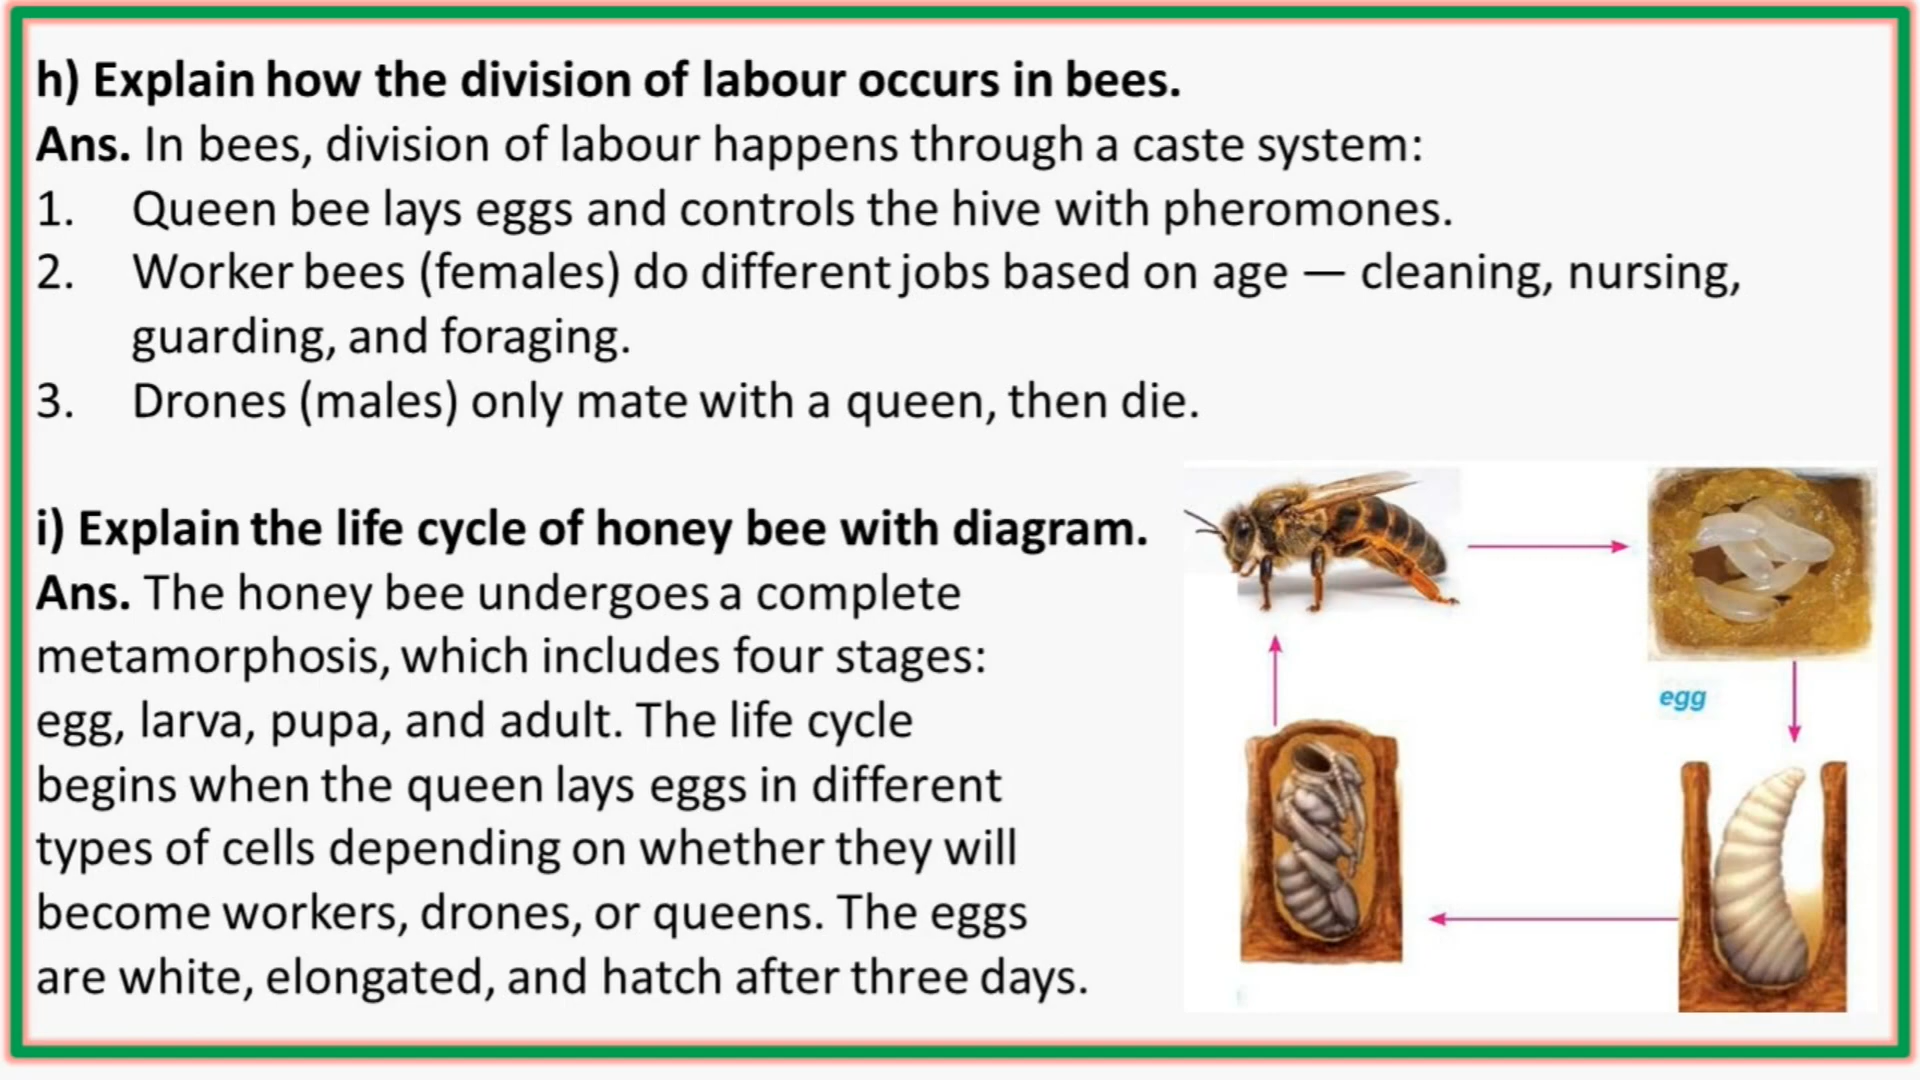 h) Explain how the division of labour occurs in bees.
Ans. In bees, division of labour happens through a caste system:
1. Queen bee lays eggs and controls the hive with pheromones.
2. Worker bees (females) do different jobs based on age — cleaning, nursing,
guarding, and foraging.
3. Drones (males) only mate with a queen, then die.
i) Explain the life cycle of honey bee with diagram.
Ans. The honey bee undergoes a complete
metamorphosis, which includes four stages:
egg, larva, pupa, and adult. The life cycle
begins when the queen lays eggs in different
types of cells depending on whether they will
become workers, drones, or queens. The eggs
are white, elongated, and hatch after three days.
egg